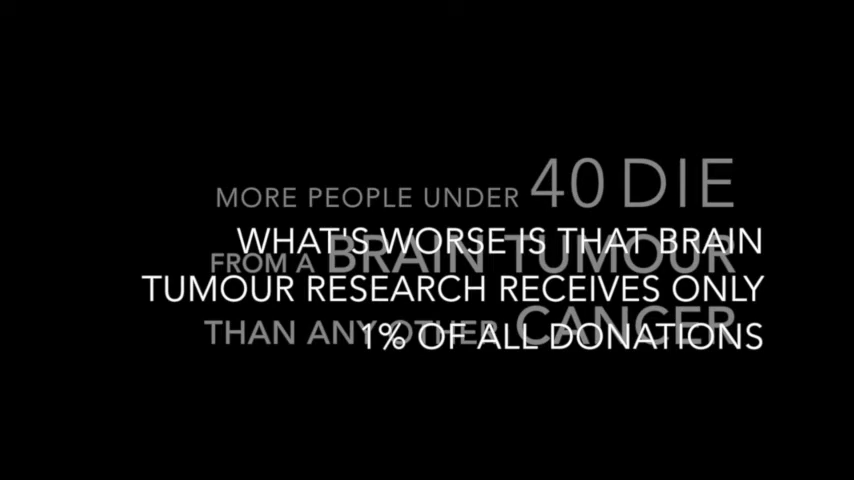 MORE PEOPLE UNDER 40 DIE
FROM A BRAIN TUMOUR
THAN ANY OTHER CANCER
WHAT'S WORSE IS THAT BRAIN
TUMOUR RESEARCH RECEIVES ONLY
1% OF ALL DONATIONS